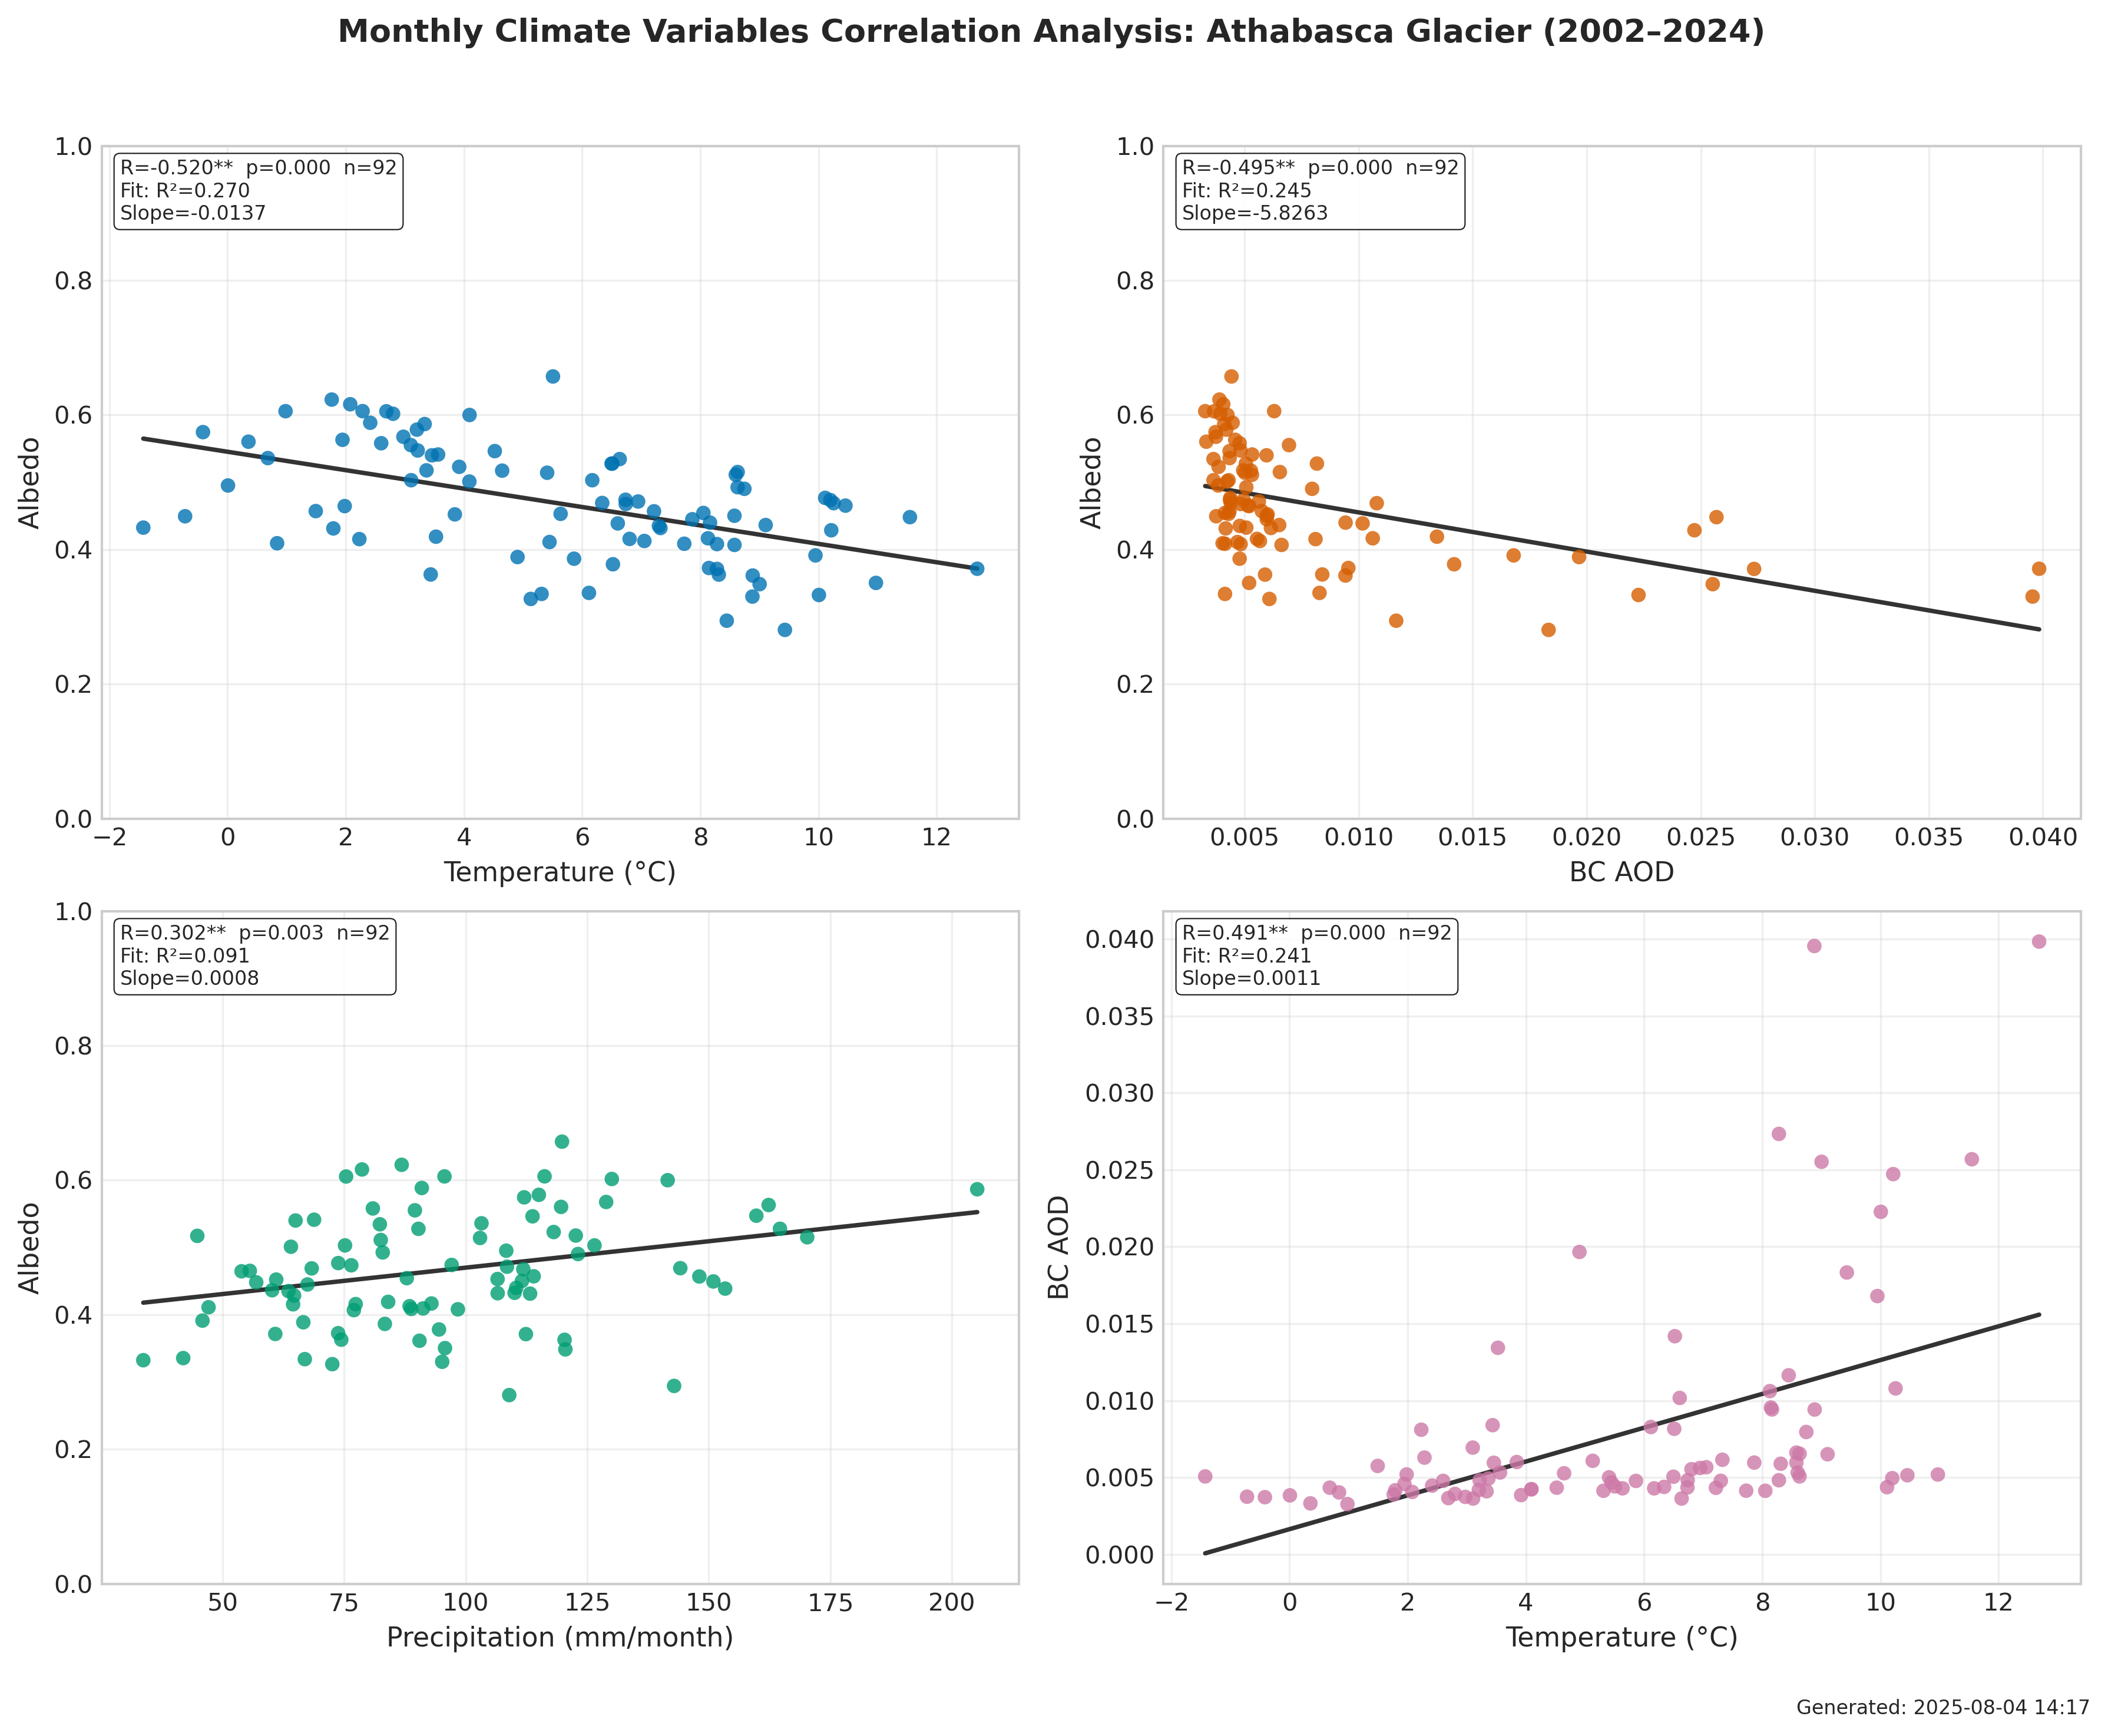 Monthly Climate Variables Correlation Analysis: Athabasca Glacier (2002–2024)
R=-0.520** p=0.000 n=92
Fit: R²=0.270
Slope=-0.0137
1.0
0.8
0.6
0.4
0.2
0.0
Albedo
−2 0 2 4 6 8 10 12
Temperature (°C)
R=-0.495** p=0.000 n=92
Fit: R²=0.245
Slope=-5.8263
1.0
0.8
0.6
0.4
0.2
0.0
Albedo
0.005 0.010 0.015 0.020 0.025 0.030 0.035 0.040
BC AOD
R=0.302** p=0.003 n=92
Fit: R²=0.091
Slope=0.0008
1.0
0.8
0.6
0.4
0.2
0.0
Albedo
50 75 100 125 150 175 200
Precipitation (mm/month)
R=0.491** p=0.000 n=92
Fit: R²=0.241
Slope=0.0011
0.040
0.035
0.030
0.025
0.020
0.015
0.010
0.005
0.000
BC AOD
−2 0 2 4 6 8 10 12
Temperature (°C)
Generated: 2025-08-04 14:17